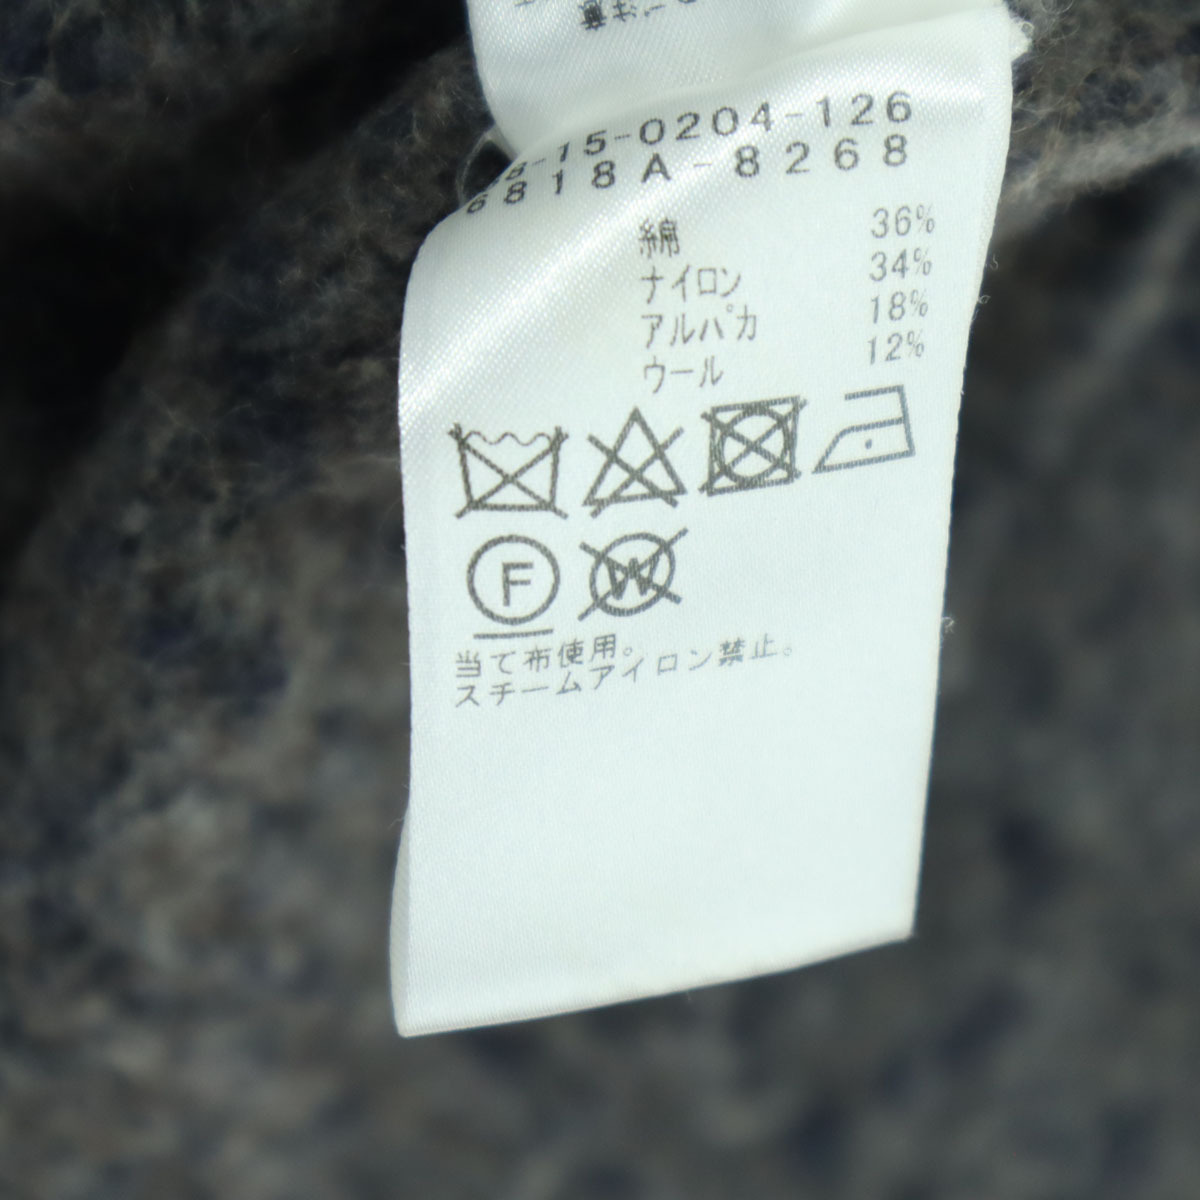 15-0204-126
6818A-8268
綿 36%
ナイロン 34%
アルパカ 18%
ウール 12%
F W
当て布使用。
スチームアイロン禁止。